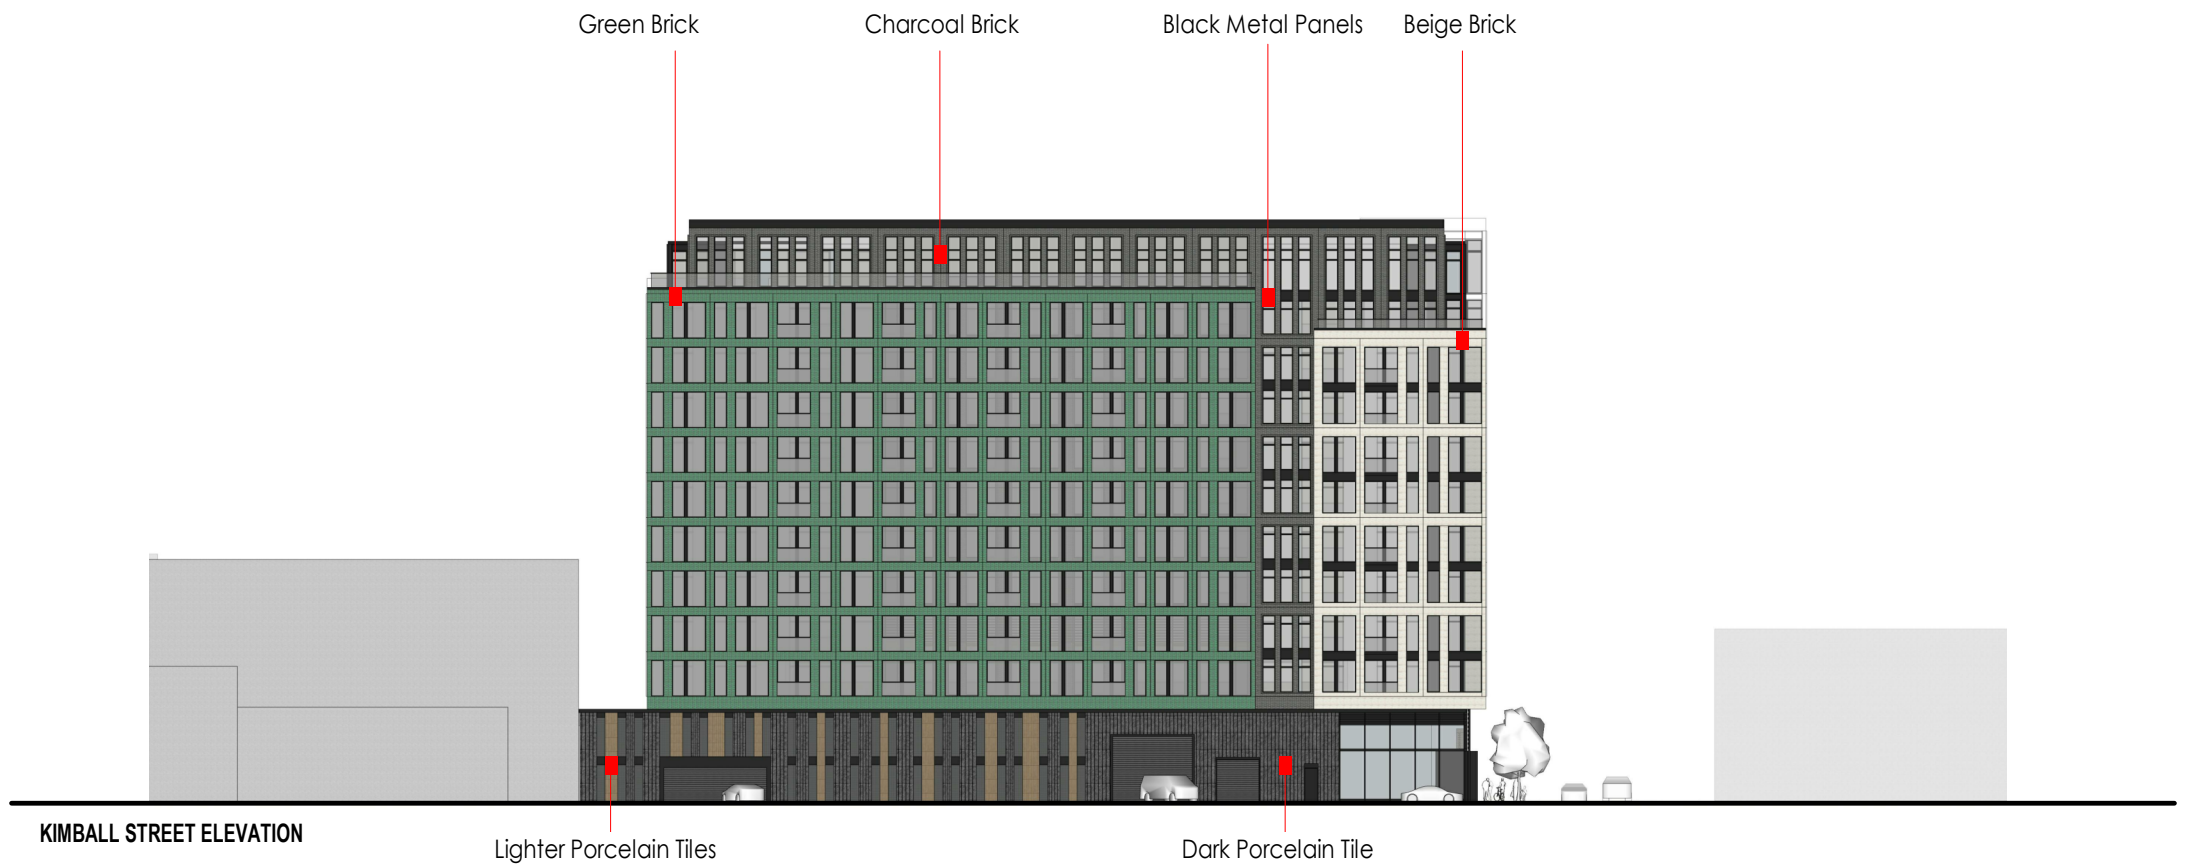 Green Brick
Charcoal Brick
Black Metal Panels
Beige Brick
KIMBALL STREET ELEVATION
Lighter Porcelain Tiles
Dark Porcelain Tile